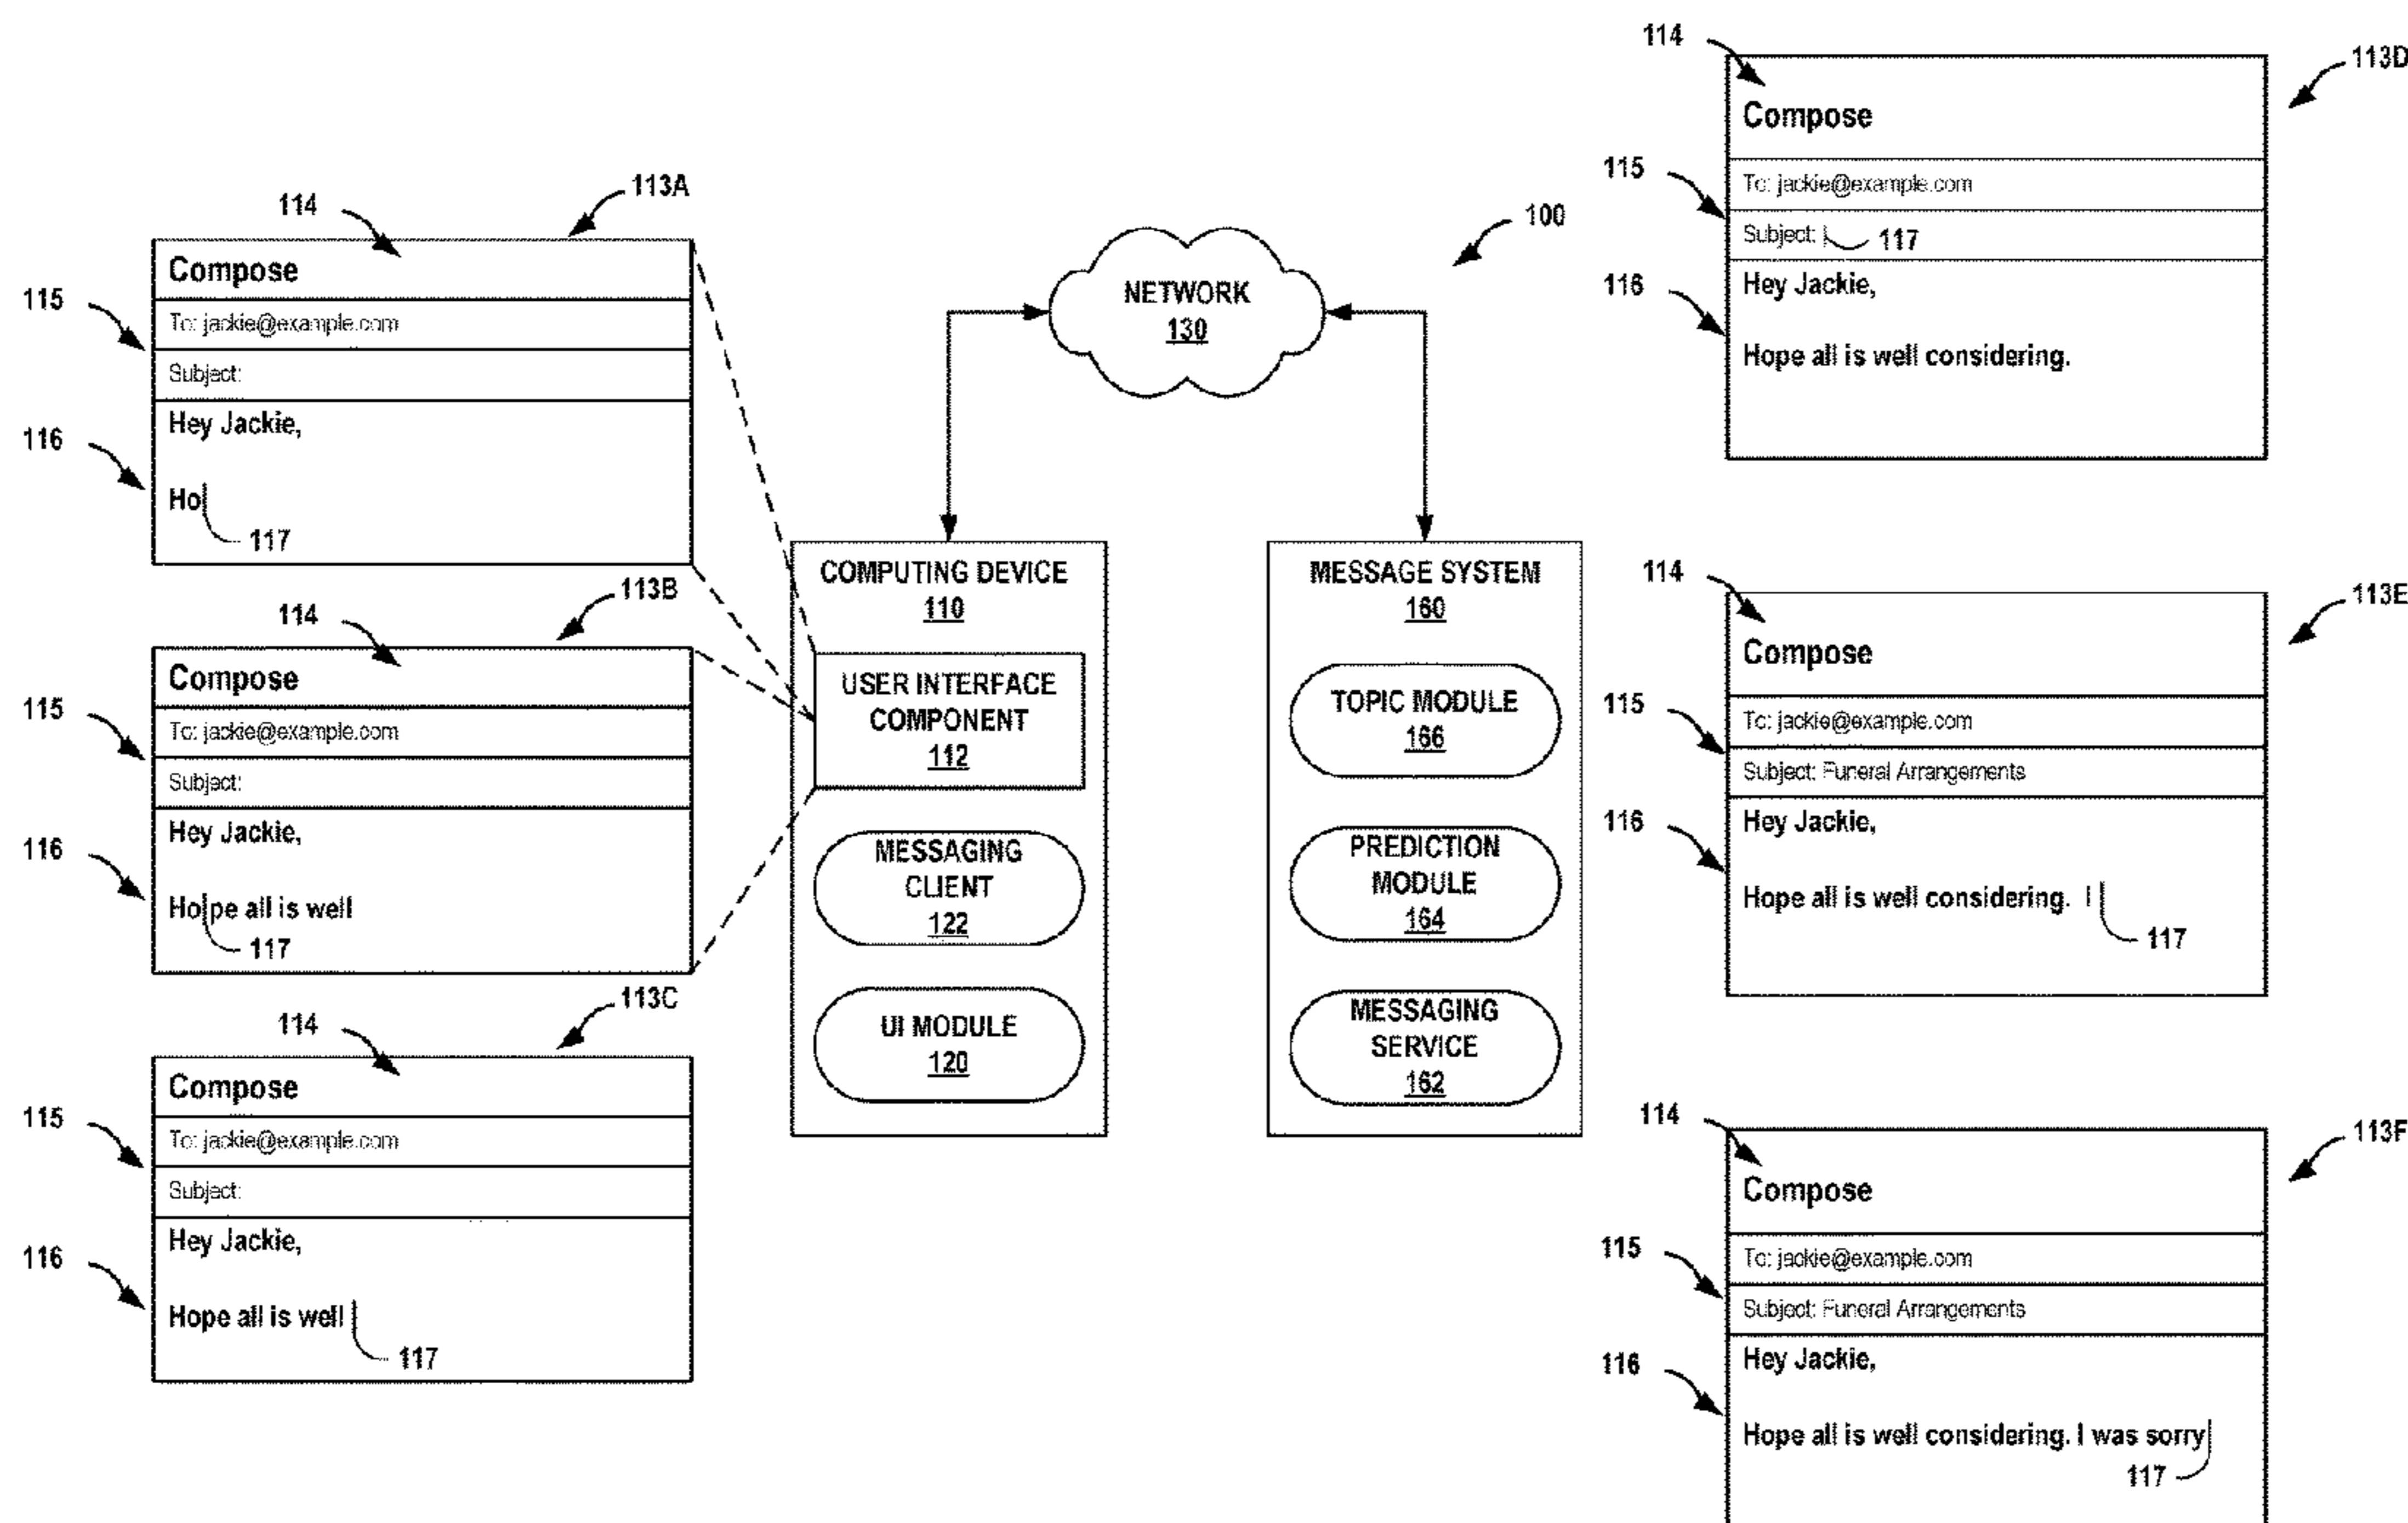 113A
114
Compose
115
To: jackie@example.com
Subject:
Hey Jackie,
116
Ho
117
113B
114
Compose
115
To: jackie@example.com
Subject:
Hey Jackie,
116
Hope all is well
117
113C
114
Compose
115
To: jackie@example.com
Subject:
Hey Jackie,
116
Hope all is well
117
100
NETWORK
130
COMPUTING DEVICE
110
USER INTERFACE
COMPONENT
112
MESSAGING
CLIENT
122
UI MODULE
120
MESSAGE SYSTEM
160
TOPIC MODULE
166
PREDICTION
MODULE
164
MESSAGING
SERVICE
162
114
113D
Compose
115
To: jackie@example.com
Subject: 117
116
Hey Jackie,
Hope all is well considering.
114
113E
Compose
115
To: jackie@example.com
Subject: Funeral Arrangements
116
Hey Jackie,
Hope all is well considering. I
117
114
113F
Compose
115
To: jackie@example.com
Subject: Funeral Arrangements
116
Hey Jackie,
Hope all is well considering. I was sorry
117